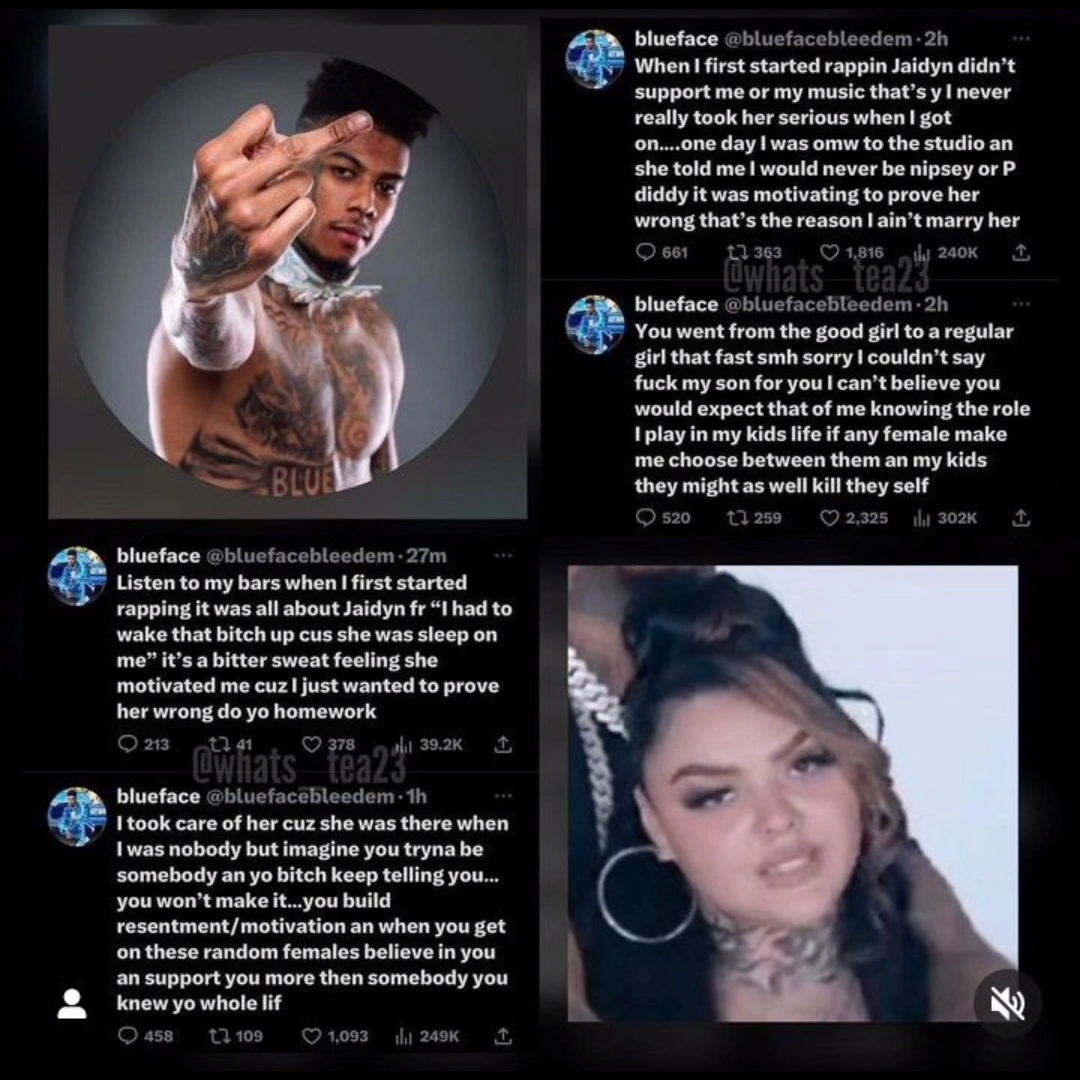 blueface @bluefacebleedem · 2h
When I first started rappin Jaidyn didn't
support me or my music that's y I never
really took her serious when I got
on....one day I was omw to the studio an
she told me I would never be nipsey or P
diddy it was motivating to prove her
wrong that's the reason I ain't marry her
661 363 1,816 240K
@whats__tea23
blueface @bluefacebleedem · 2h
You went from the good girl to a regular
girl that fast smh sorry I couldn't say
fuck my son for you I can't believe you
would expect that of me knowing the role
I play in my kids life if any female make
me choose between them an my kids
they might as well kill they self
520 259 2,325 302K
BLUE
blueface @bluefacebleedem · 27m
Listen to my bars when I first started
rapping it was all about Jaidyn fr “I had to
wake that bitch up cus she was sleep on
me” it's a bitter sweat feeling she
motivated me cuz I just wanted to prove
her wrong do yo homework
213 41 378 39.2K
@whats__tea23
blueface @bluefacebleedem · 1h
I took care of her cuz she was there when
I was nobody but imagine you tryna be
somebody an yo bitch keep telling you...
you won't make it...you build
resentment/motivation an when you get
on these random females believe in you
an support you more then somebody you
knew yo whole lif
458 109 1,093 249K